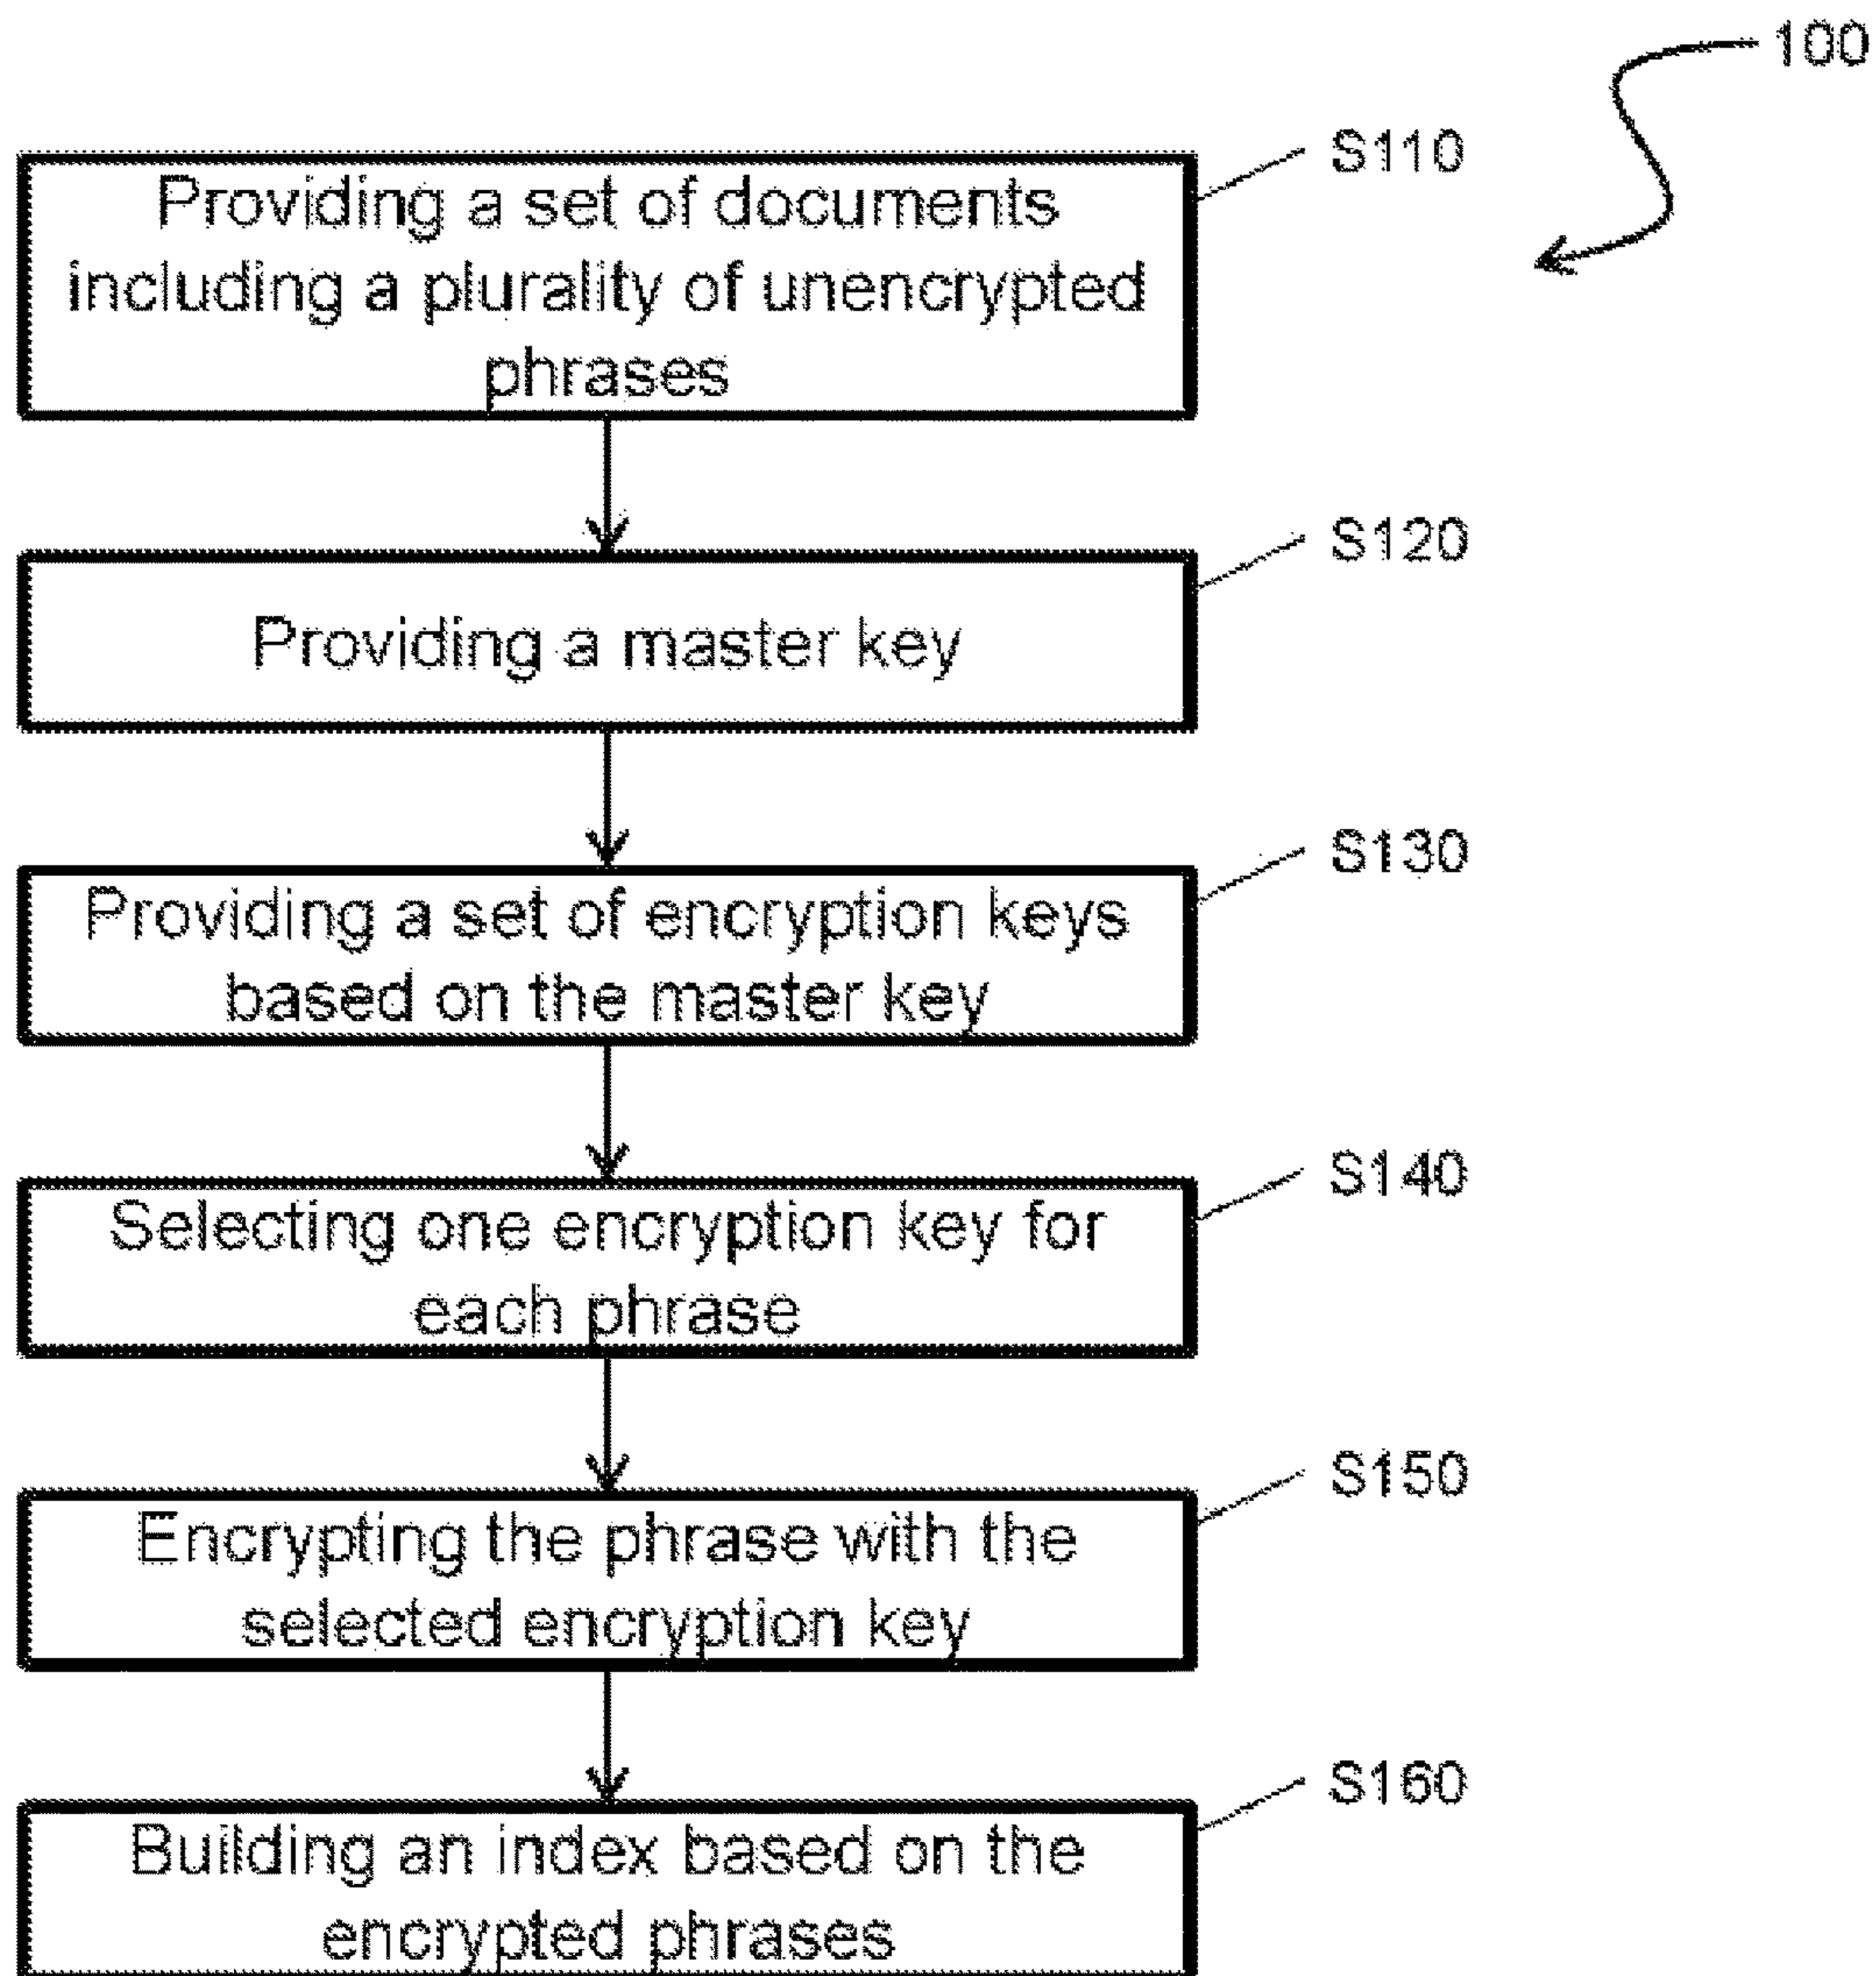 100
S110
Providing a set of documents
including a plurality of unencrypted
phrases
S120
Providing a master key
S130
Providing a set of encryption keys
based on the master key
S140
Selecting one encryption key for
each phrase
S150
Encrypting the phrase with the
selected encryption key
S160
Building an index based on the
encrypted phrases